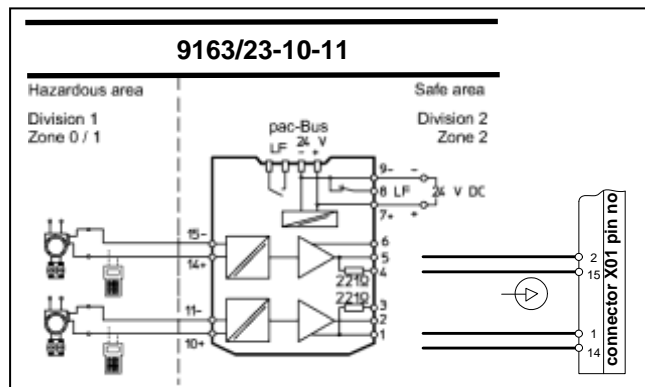 9163/23-10-11
Hazardous area
Safe area
Division 1
Zone 0 / 1
Division 2
Zone 2
pac-Bus
LF 24 V
- +
9- -
8 LF 24 V DC
7+ +
15-
14+
6
5
4
221Ω
221Ω
11-
10+
3
2
1
2
15
1
14
connector X01 pin no